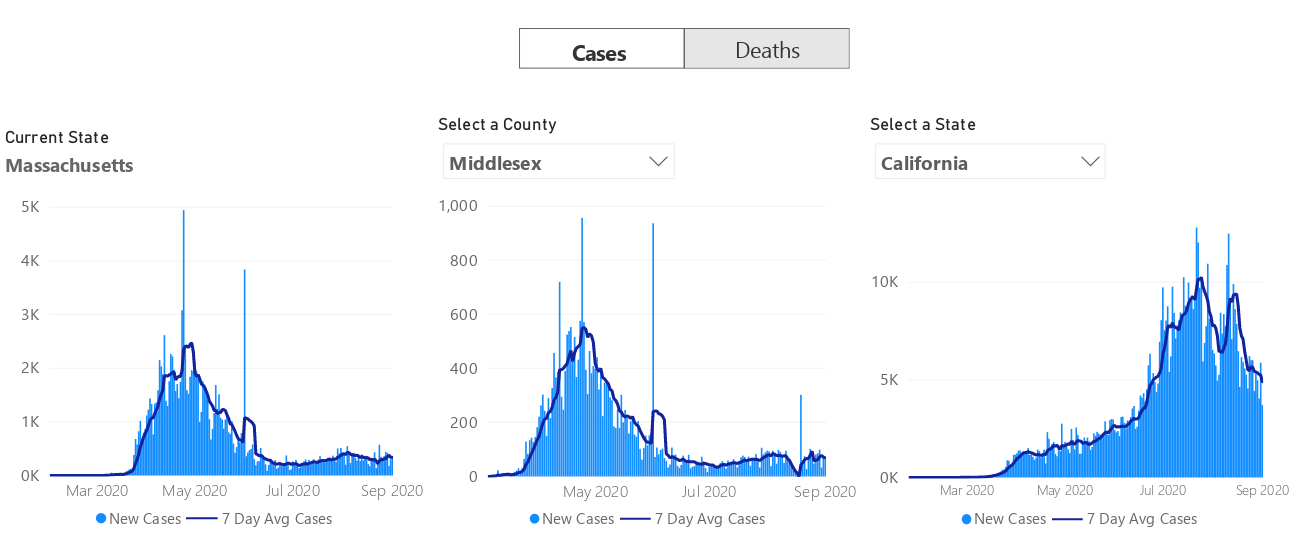 Cases Deaths
Current State
Massachusetts
5K
4K
3K
2K
1K
0K
Mar 2020 May 2020 Jul 2020 Sep 2020
New Cases 7 Day Avg Cases
Select a County
Middlesex
1,000
800
600
400
200
0
May 2020 Jul 2020 Sep 2020
New Cases 7 Day Avg Cases
Select a State
California
10K
5K
0K
Mar 2020 May 2020 Jul 2020 Sep 2020
New Cases 7 Day Avg Cases